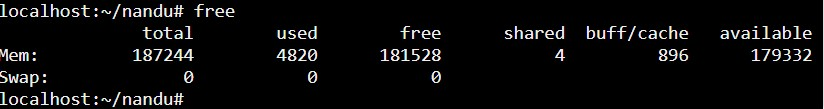 localhost:~/nandu# free
total used free shared buff/cache available
Mem: 187244 4820 181528 4 896 179332
Swap: 0 0 0
localhost:~/nandu#